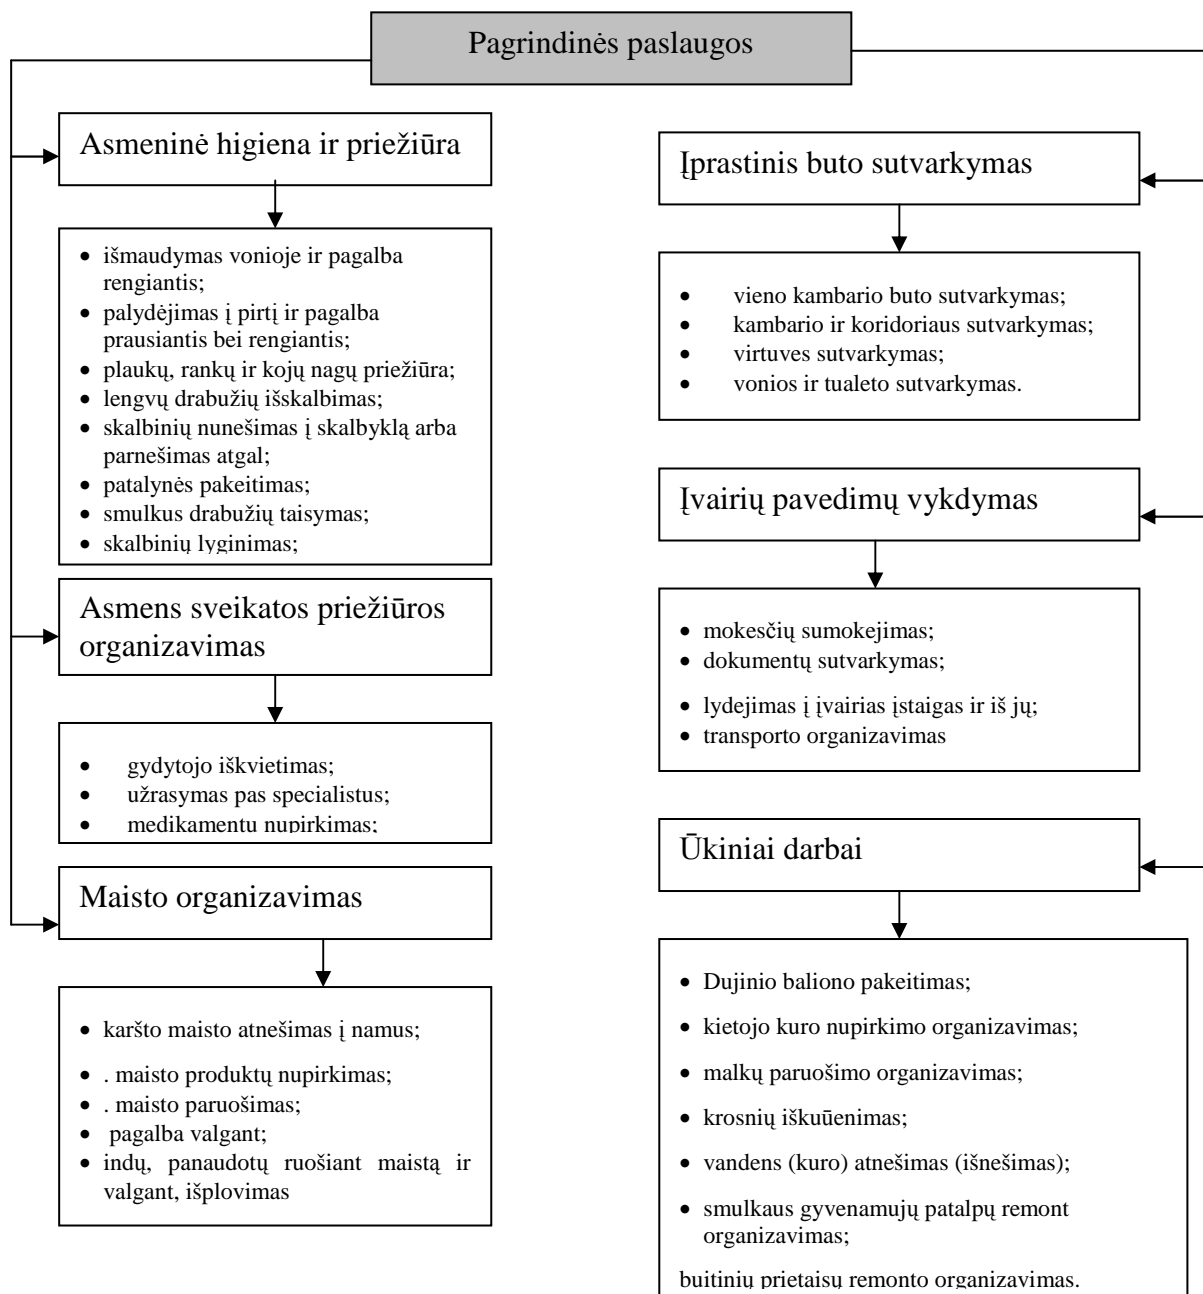 Pagrindinės paslaugos
Asmeninė higiena ir priežiūra
• išmaudymas vonioje ir pagalba
rengiantis;
• palydėjimas į pirtį ir pagalba
prausiantis bei rengiantis;
• plaukų, rankų ir kojų nagų priežiūra;
• lengvų drabužių išskalbimas;
• skalbinių nunešimas į skalbyklą arba
parnešimas atgal;
• patalynės pakeitimas;
• smulkus drabužių taisymas;
• skalbinių lyginimas;
Asmens sveikatos priežiūros
organizavimas
• gydytojo iškvietimas;
• užrasymas pas specialistus;
• medikamentu nupirkimas;
Maisto organizavimas
• karšto maisto atnešimas į namus;
• . maisto produktų nupirkimas;
• . maisto paruošimas;
• pagalba valgant;
• indų, panaudotų ruošiant maistą ir
valgant, išplovimas
Įprastinis buto sutvarkymas
• vieno kambario buto sutvarkymas;
• kambario ir koridoriaus sutvarkymas;
• virtuves sutvarkymas;
• vonios ir tualeto sutvarkymas.
Įvairių pavedimų vykdymas
• mokesčių sumokejimas;
• dokumentų sutvarkymas;
• lydejimas į įvairias įstaigas ir iš jų;
• transporto organizavimas
Ūkiniai darbai
• Dujinio baliono pakeitimas;
• kietojo kuro nupirkimo organizavimas;
• malkų paruošimo organizavimas;
• krosnių iškuūenimas;
• vandens (kuro) atnešimas (išnešimas);
• smulkaus gyvenamųjų patalpų remont
organizavimas;
buitinių prietaisų remonto organizavimas.